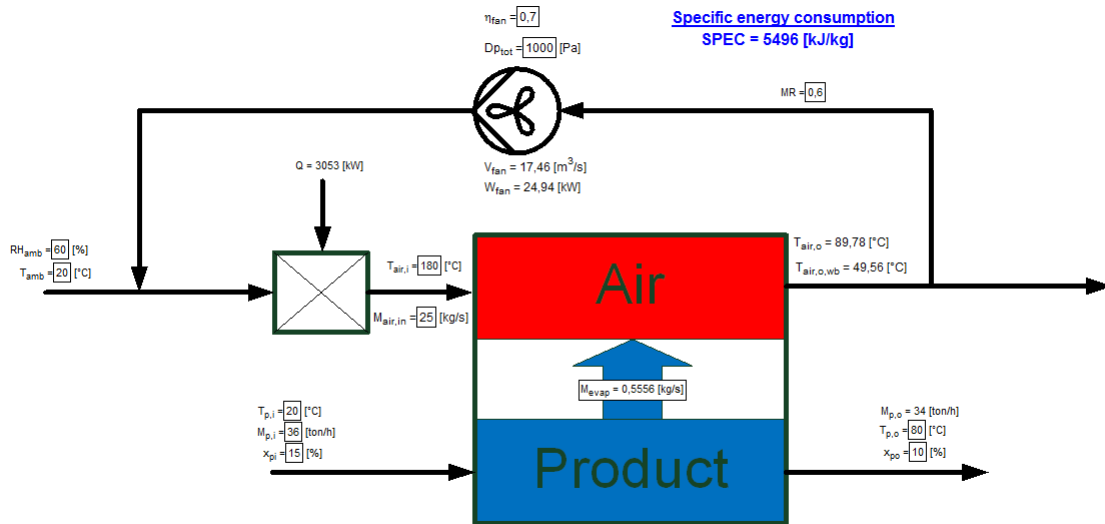 η_fan = 0,7
Dp_tot = 1000 [Pa]
Specific energy consumption
SPEC = 5496 [kJ/kg]
MR = 0,6
Q = 3053 [kW]
V_fan = 17,46 [m³/s]
W_fan = 24,94 [kW]
RH_amb = 60 [%]
T_amb = 20 [°C]
T_air,i = 180 [°C]
M_air,in = 25 [kg/s]
Air
T_air,o = 89,78 [°C]
T_air,o,wb = 49,56 [°C]
M_evap = 0,5556 [kg/s]
T_p,i = 20 [°C]
M_p,i = 36 [ton/h]
x_pi = 15 [%]
Product
M_p,o = 34 [ton/h]
T_p,o = 80 [°C]
x_po = 10 [%]